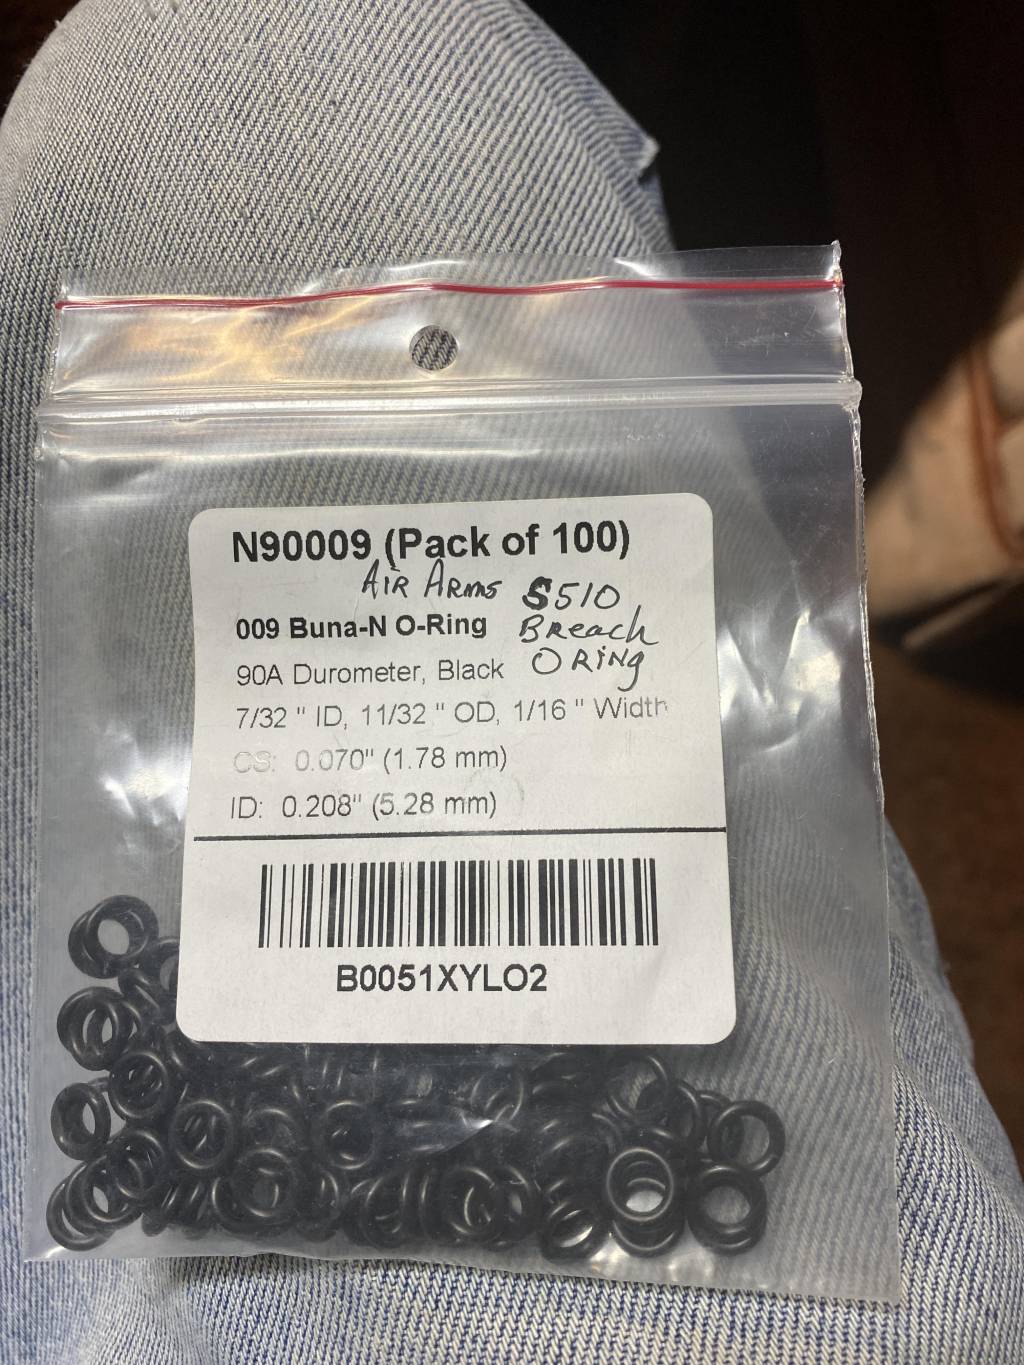 N90009 (Pack of 100)
AIR ARMS S510
009 Buna-N O-Ring BReach
90A Durometer, Black O RiNg
7/32 " ID, 11/32 " OD, 1/16 " Width
CS: 0.070" (1.78 mm)
ID: 0.208" (5.28 mm)
B0051XYLO2